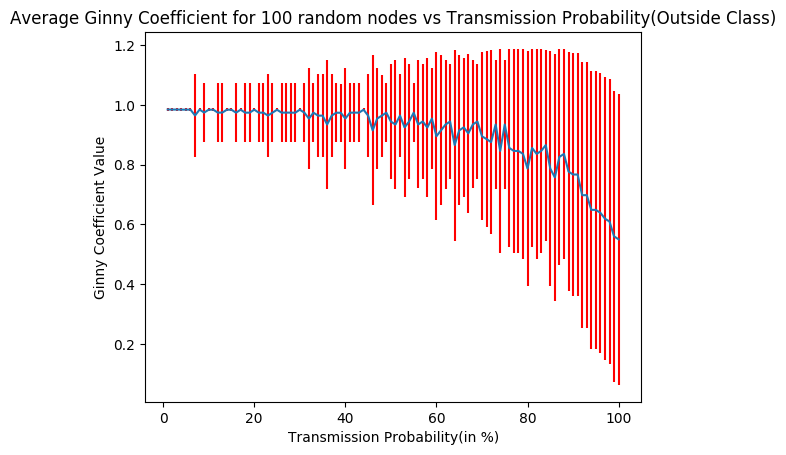 Average Ginny Coefficient for 100 random nodes vs Transmission Probability(Outside Class)
1.2
1.0
0.8
0.6
0.4
0.2
Ginny Coefficient Value
0 20 40 60 80 100
Transmission Probability(in %)